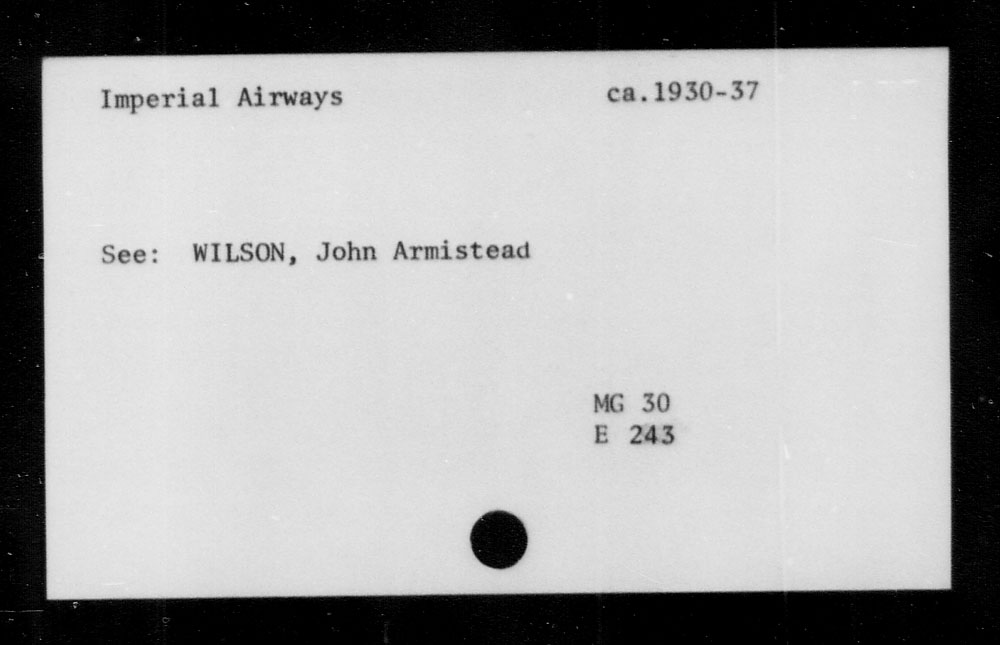 Imperial Airways ca.1930-37
See: WILSON, John Armistead
MG 30
E 243